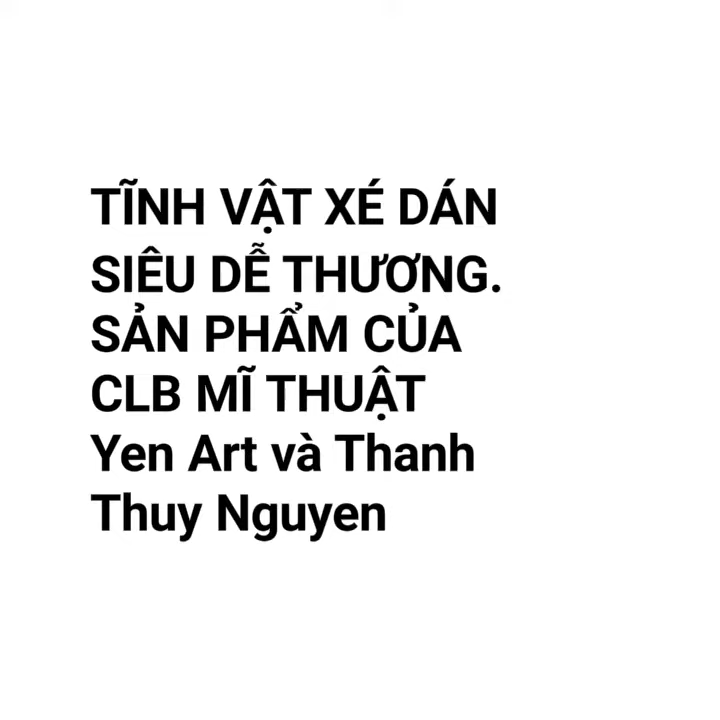 TĨNH VẬT XÉ DÁN
SIÊU DỄ THƯƠNG.
SẢN PHẨM CỦA
CLB MĨ THUẬT
Yen Art và Thanh
Thuy Nguyen